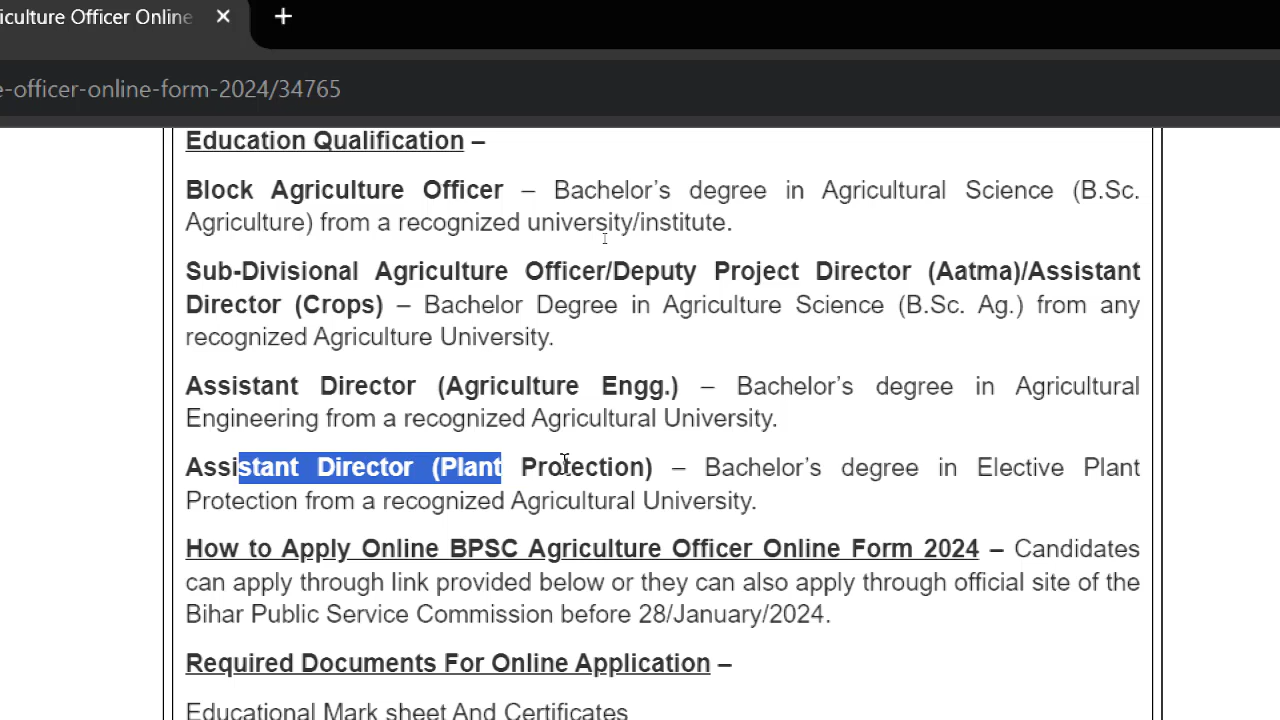 iculture Officer Online
e-officer-online-form-2024/34765
Education Qualification –
Block Agriculture Officer – Bachelor’s degree in Agricultural Science (B.Sc.
Agriculture) from a recognized university/institute.
Sub-Divisional Agriculture Officer/Deputy Project Director (Aatma)/Assistant
Director (Crops) – Bachelor Degree in Agriculture Science (B.Sc. Ag.) from any
recognized Agriculture University.
Assistant Director (Agriculture Engg.) – Bachelor’s degree in Agricultural
Engineering from a recognized Agricultural University.
Assistant Director (Plant Protection) – Bachelor’s degree in Elective Plant
Protection from a recognized Agricultural University.
How to Apply Online BPSC Agriculture Officer Online Form 2024 – Candidates
can apply through link provided below or they can also apply through official site of the
Bihar Public Service Commission before 28/January/2024.
Required Documents For Online Application –
Educational Mark sheet And Certificates